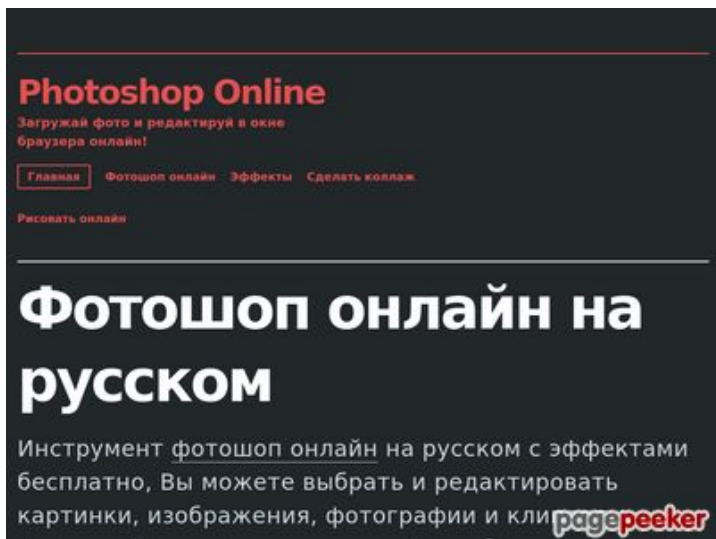 Photoshop Online
Загружай фото и редактируй в окне
браузера онлайн!
Главная Фотошоп онлайн Эффекты Сделать коллаж
Рисовать онлайн
Фотошоп онлайн на
русском
Инструмент фотошоп онлайн на русском с эффектами
бесплатно, Вы можете выбрать и редактировать
картинки, изображения, фотографии и кли
pagepeeker